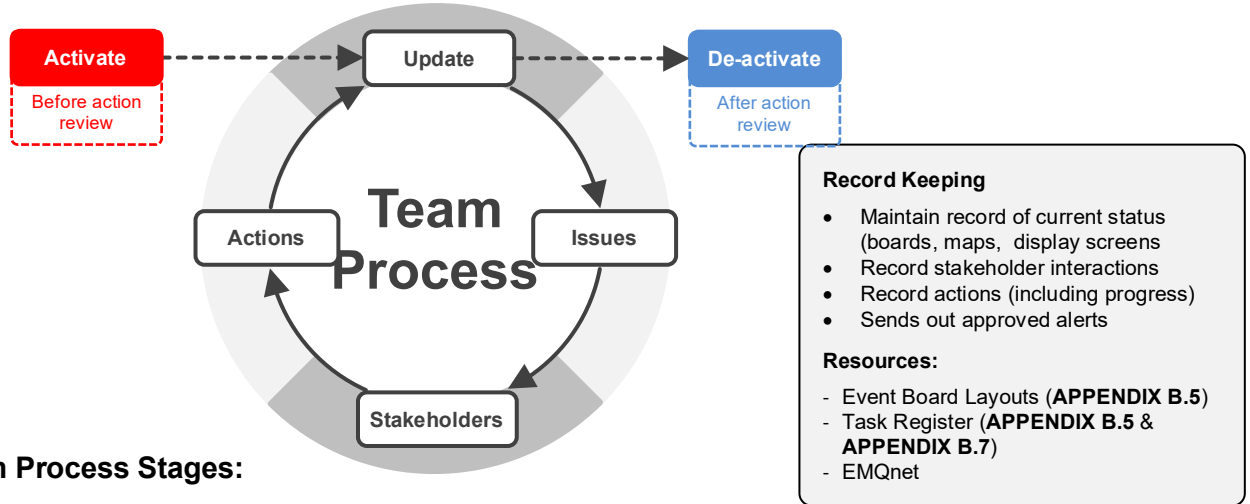 Activate
Before action
review
Update
De-activate
After action
review
Team
Process
Actions
Issues
Stakeholders
Record Keeping
• Maintain record of current status
(boards, maps, display screens
• Record stakeholder interactions
• Record actions (including progress)
• Sends out approved alerts
Resources:
- Event Board Layouts (APPENDIX B.5)
- Task Register (APPENDIX B.5 &
APPENDIX B.7)
- EMQnet
Process Stages: